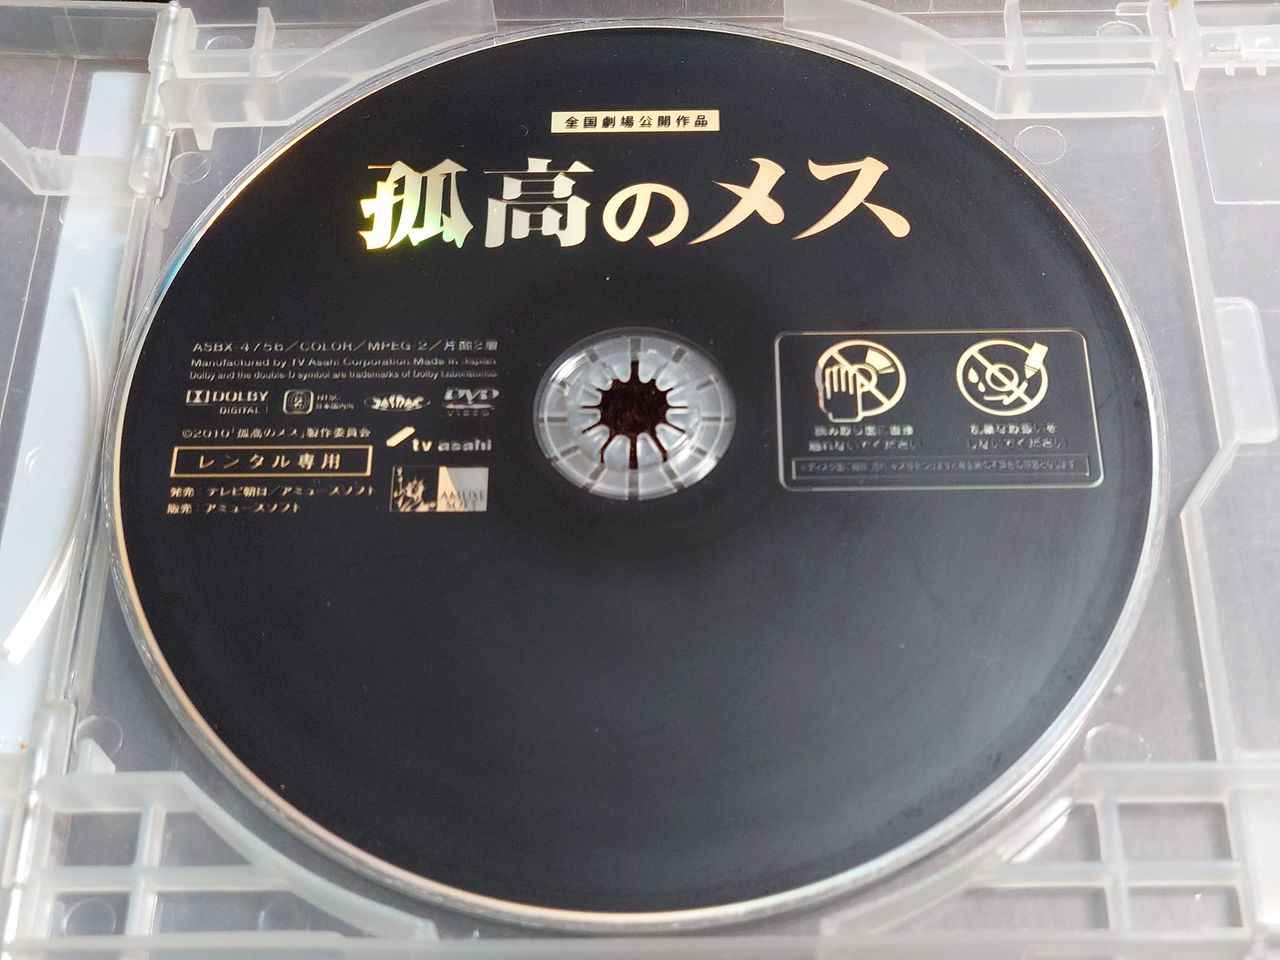 全国劇場公開作品
孤高のメス
ASBX-4756／COLOR／MPEG-2／片面2層
Manufactured by TV Asahi Corporation Made in Japan
Dolby and the double-D symbol are trademarks of Dolby Laboratories
DOLBY
DIGITAL
NTSC
日本国内向
JASRAC
DVD
VIDEO
©2010「孤高のメス」製作委員会
tv asahi
レンタル専用
発売：テレビ朝日／アミューズソフト
販売：アミューズソフト
AMUSE
SOFT
読み取り面に直接
触れないでください
乱暴な取扱いを
しないでください